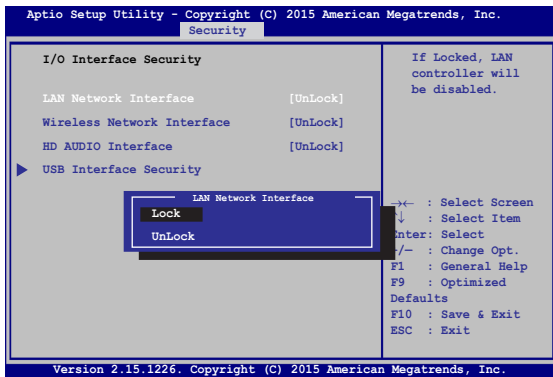 Aptio Setup Utility - Copyright (C) 2015 American Megatrends, Inc.
Security
I/O Interface Security
LAN Network Interface [UnLock]
Wireless Network Interface [UnLock]
HD AUDIO Interface [UnLock]
USB Interface Security
LAN Network Interface
Lock
UnLock
If Locked, LAN
controller will
be disabled.
→← : Select Screen
↑↓ : Select Item
Enter: Select
+/— : Change Opt.
F1 : General Help
F9 : Optimized
Defaults
F10 : Save & Exit
ESC : Exit
Version 2.15.1226. Copyright (C) 2015 American Megatrends, Inc.